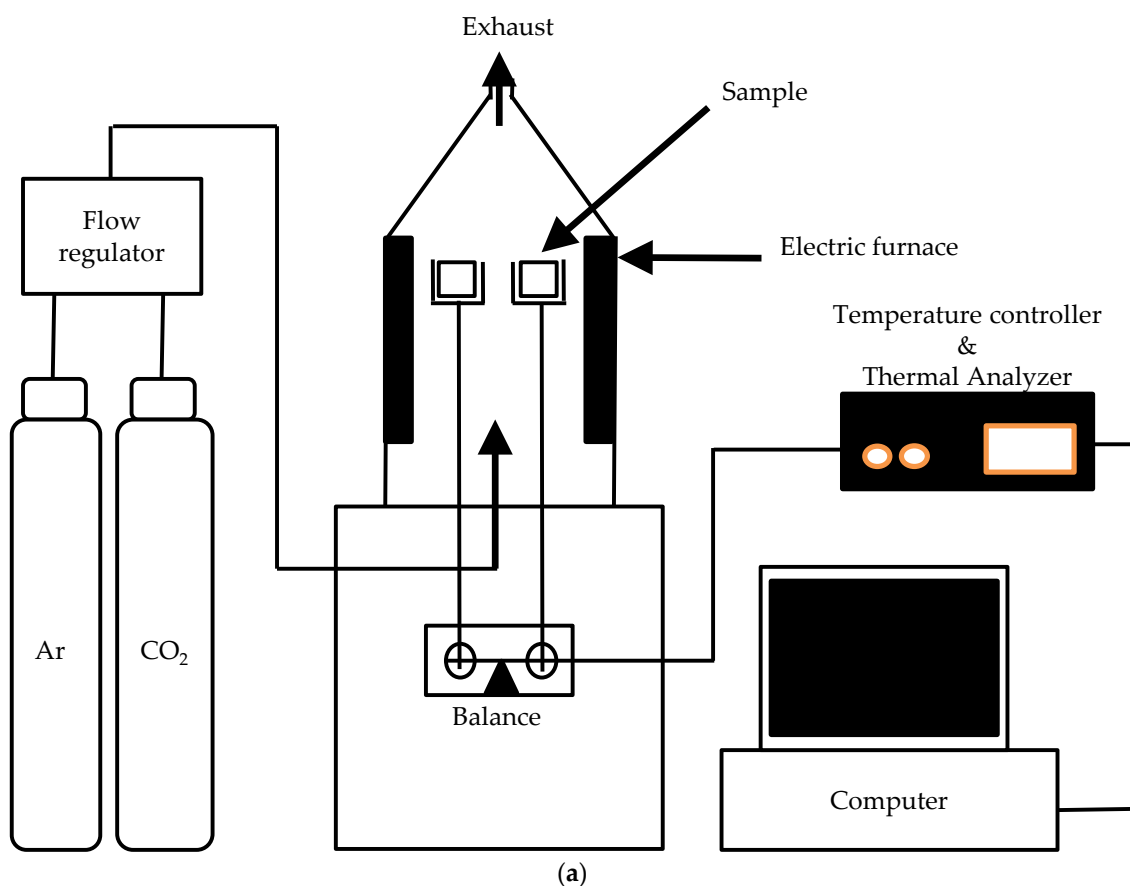 Exhaust
Sample
Flow
regulator
Electric furnace
Temperature controller
&
Thermal Analyzer
Ar
CO₂
Balance
Computer
(a)